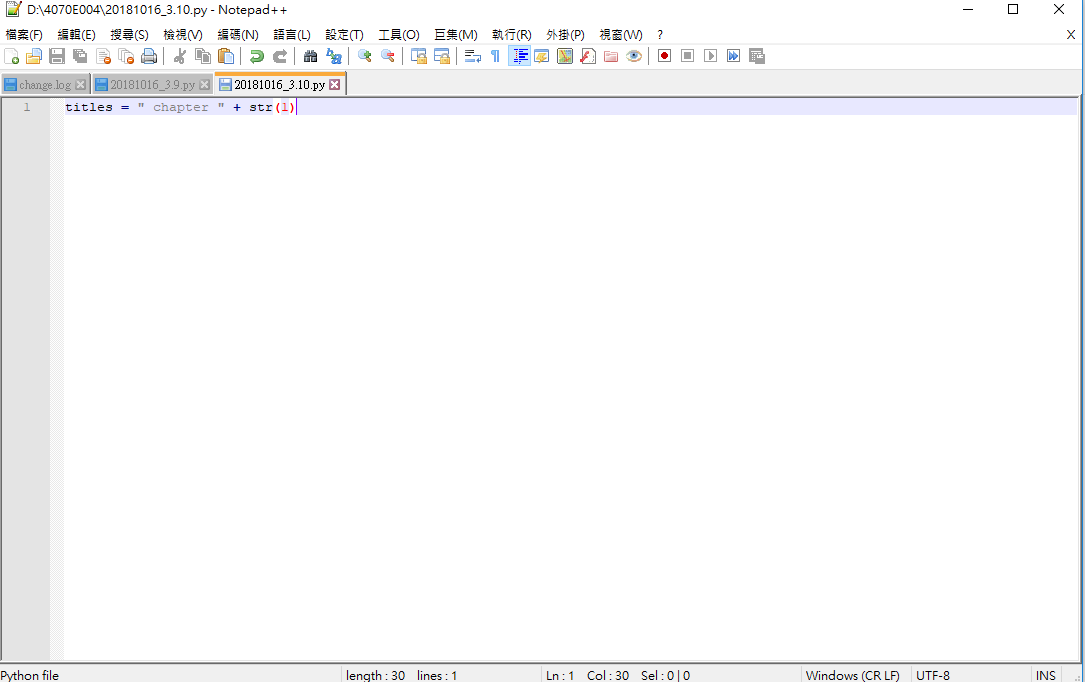 D:\4070E004\20181016_3.10.py - Notepad++
檔案(F) 編輯(E) 搜尋(S) 檢視(V) 編碼(N) 語言(L) 設定(T) 工具(O) 巨集(M) 執行(R) 外掛(P) 視窗(W) ? X
change.log 20181016_3.9.py 20181016_3.10.py
1 titles = " chapter " + str(1)
Python file length : 30 lines : 1 Ln : 1 Col : 30 Sel : 0 | 0 Windows (CR LF) UTF-8 INS